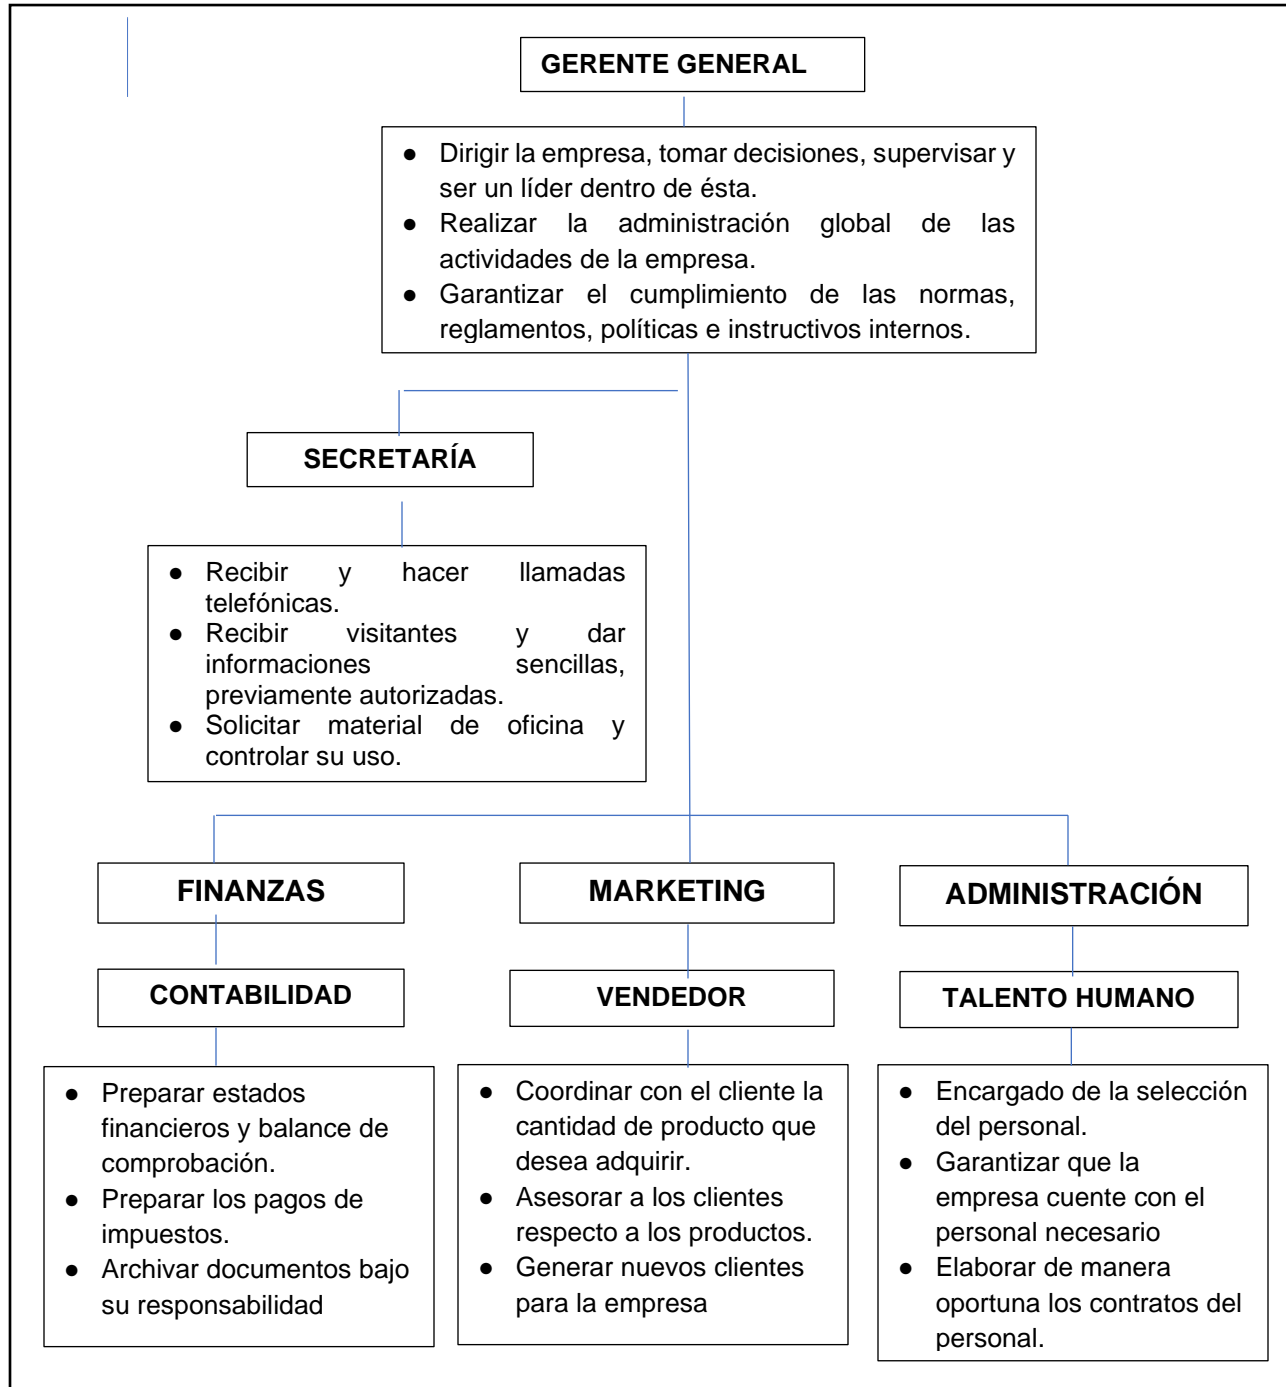 GERENTE GENERAL
● Dirigir la empresa, tomar decisiones, supervisar y
ser un líder dentro de ésta.
● Realizar la administración global de las
actividades de la empresa.
● Garantizar el cumplimiento de las normas,
reglamentos, políticas e instructivos internos.
SECRETARÍA
● Recibir y hacer llamadas
telefónicas.
● Recibir visitantes y dar
informaciones sencillas,
previamente autorizadas.
● Solicitar material de oficina y
controlar su uso.
FINANZAS
CONTABILIDAD
● Preparar estados
financieros y balance de
comprobación.
● Preparar los pagos de
impuestos.
● Archivar documentos bajo
su responsabilidad
MARKETING
VENDEDOR
● Coordinar con el cliente la
cantidad de producto que
desea adquirir.
● Asesorar a los clientes
respecto a los productos.
● Generar nuevos clientes
para la empresa
ADMINISTRACIÓN
TALENTO HUMANO
● Encargado de la selección
del personal.
● Garantizar que la
empresa cuente con el
personal necesario
● Elaborar de manera
oportuna los contratos del
personal.